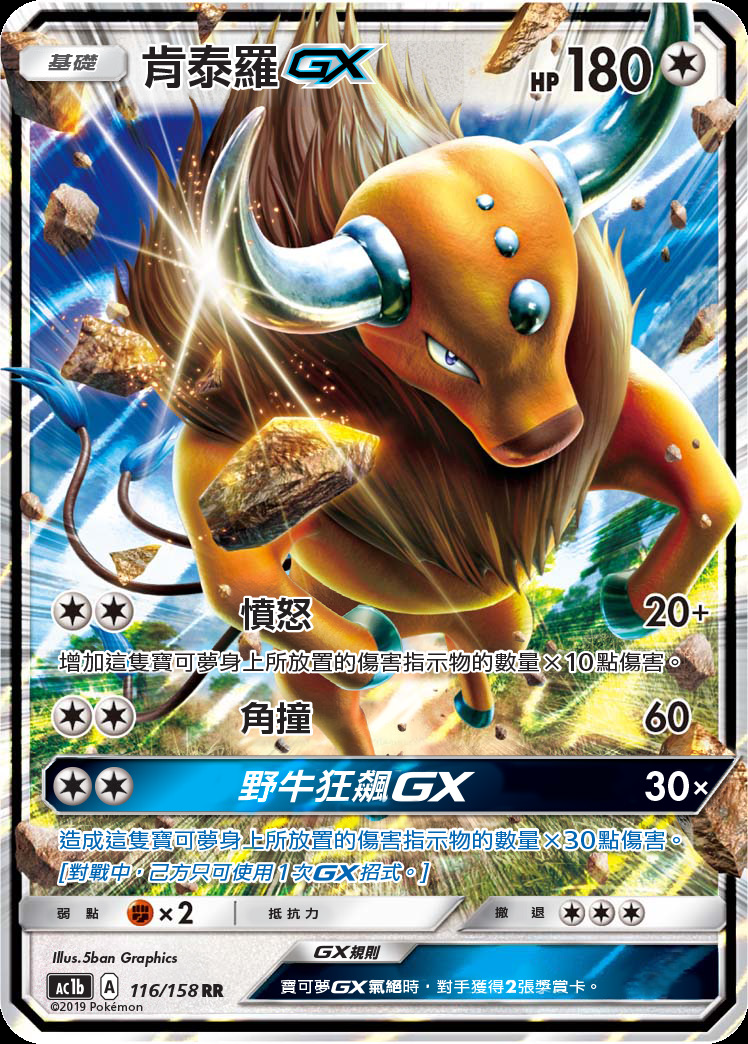 基礎 肯泰羅GX HP 180
憤怒 20+
增加這隻寶可夢身上所放置的傷害指示物的數量×10點傷害。
角撞 60
野牛狂飆GX 30×
造成這隻寶可夢身上所放置的傷害指示物的數量×30點傷害。
[對戰中,己方只可使用1次GX招式。]
弱點 ×2 抵抗力 撤退
Illus.5ban Graphics
GX規則
AC1b A 116/158 RR
寶可夢GX氣絕時,對手獲得2張獎賞卡。
©2019 Pokémon